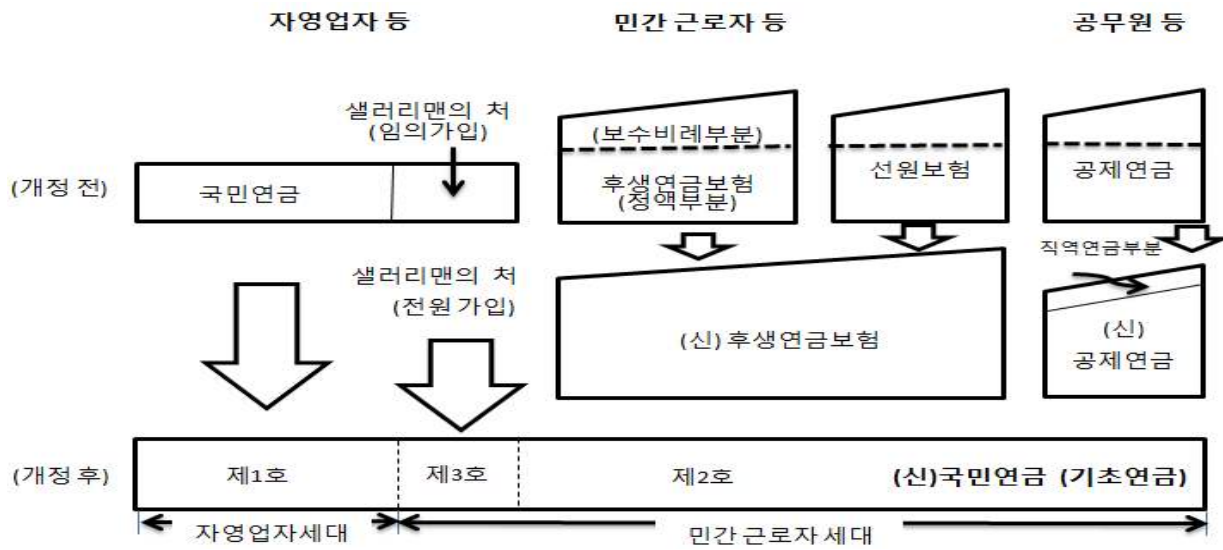 자영업자 등
민간 근로자 등
공무원 등
샐러리맨의 처
(임의가입)
(보수비례부분)
(개정 전)
국민연금
후생연금보험
(정액부분)
선원보험
공제연금
직역연금부분
샐러리맨의 처
(전원 가입)
(신) 후생연금보험
(신)
공제연금
(개정 후)
제1호
제3호
제2호
(신)국민연금 (기초연금)
자영업자세대
민간 근로자 세대